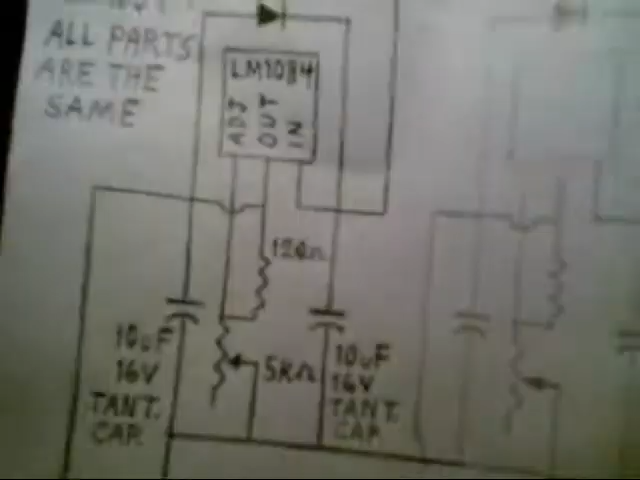 ALL PARTS
ARE THE
SAME
LM1084
ADJ
OUT
IN
120Ω
10uF
16V
TANT.
CAP.
5KΩ
10uF
16V
TANT.
CAP